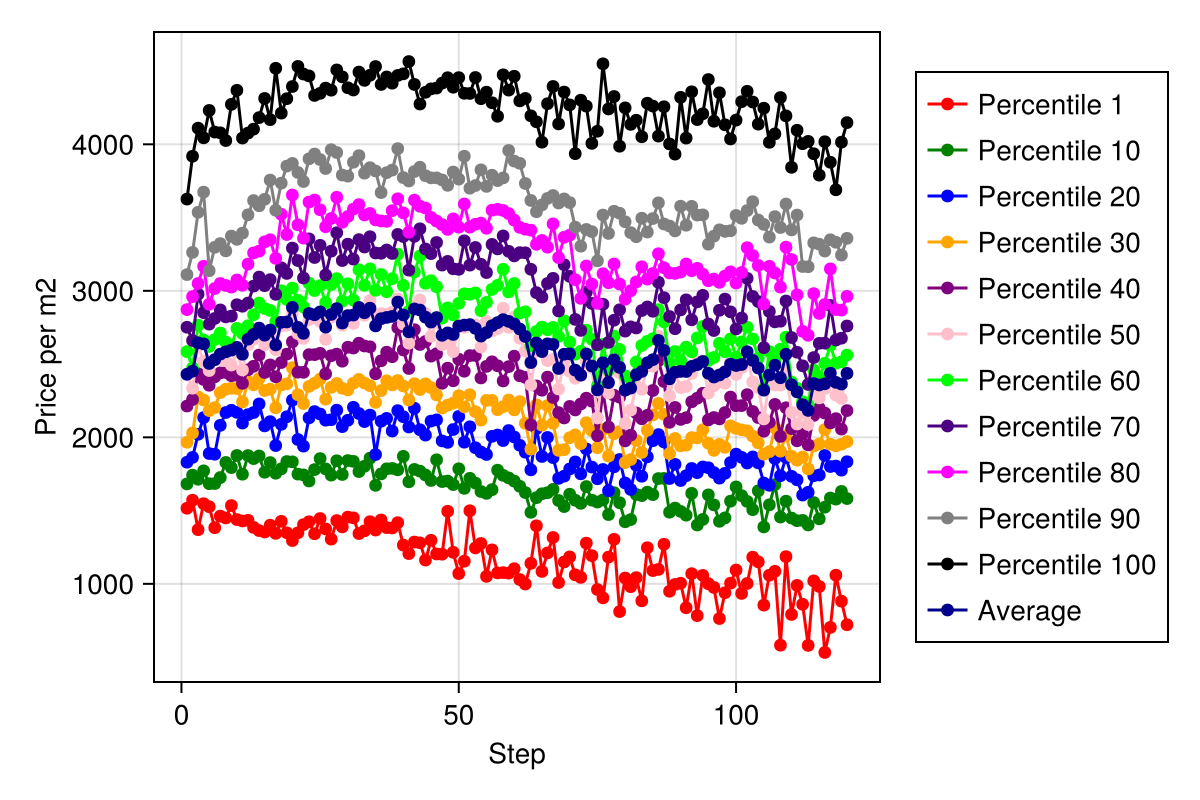 4000
3000
2000
1000
Price per m2
0
50
100
Step
Percentile 1
Percentile 10
Percentile 20
Percentile 30
Percentile 40
Percentile 50
Percentile 60
Percentile 70
Percentile 80
Percentile 90
Percentile 100
Average